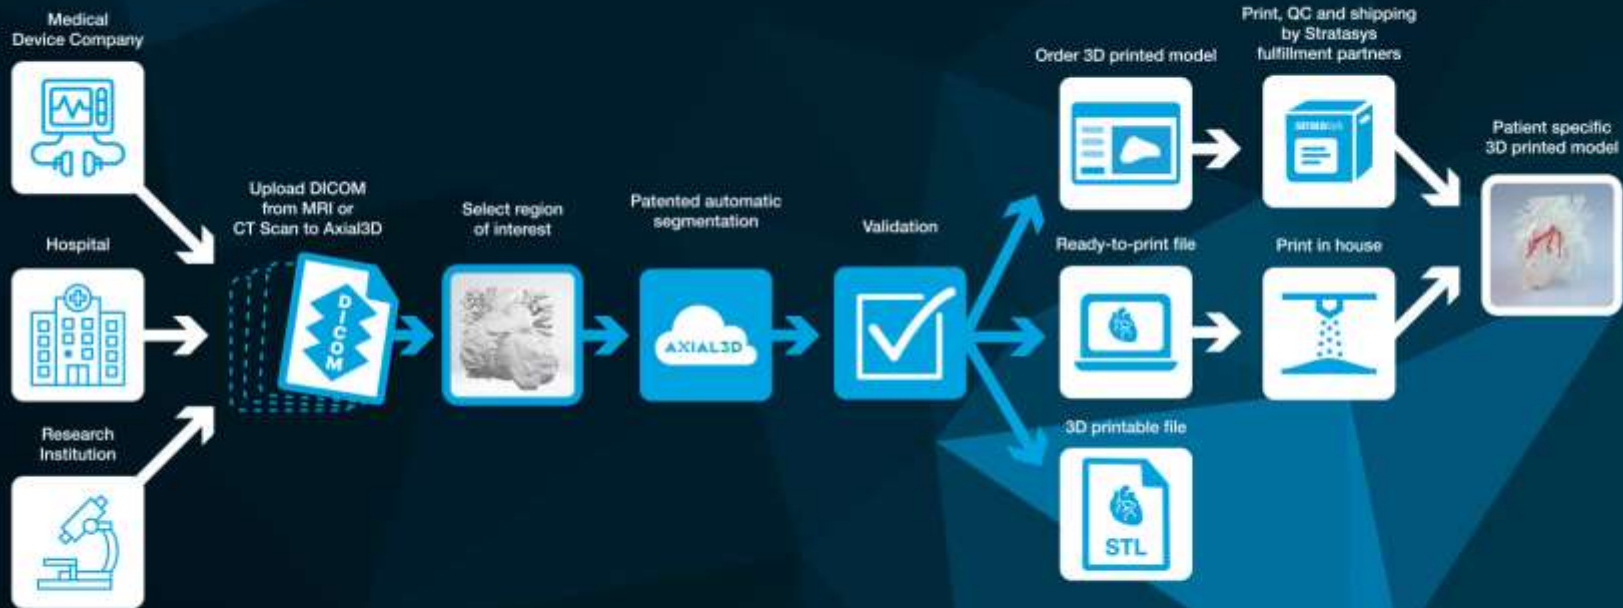 Medical
Device Company
Hospital
Research
Institution
Upload DICOM
from MRI or
CT Scan to Axial3D
DICOM
Select region
of interest
Patented automatic
segmentation
AXIAL3D
Validation
Order 3D printed model
Print, QC and shipping
by Stratasys
fulfillment partners
Ready-to-print file
Print in house
3D printable file
STL
Patient specific
3D printed model